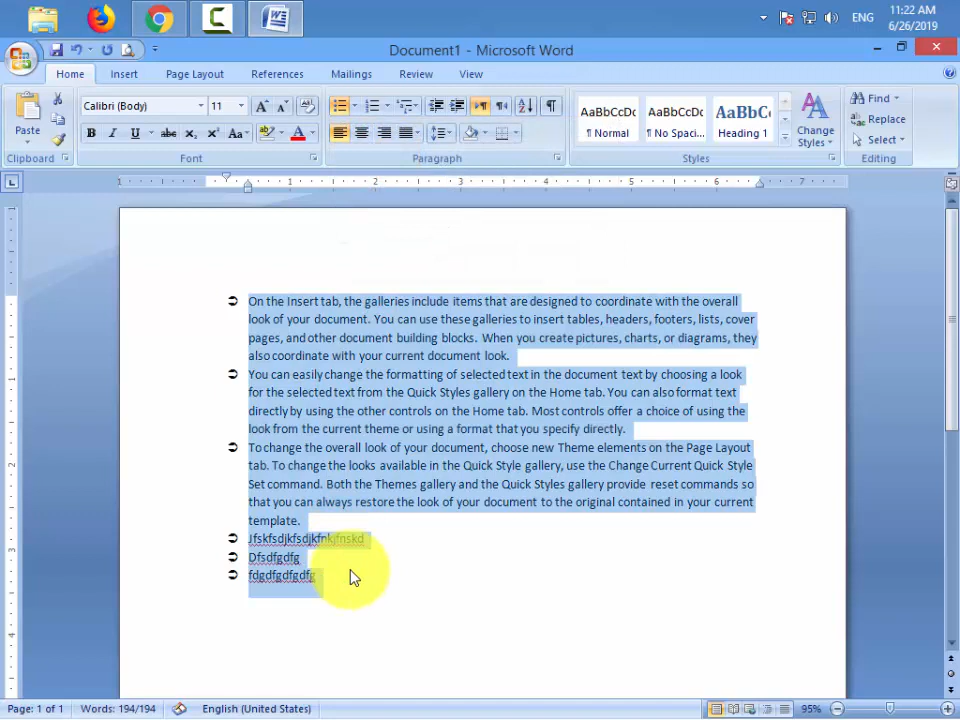 11:22 AM
ENG
6/26/2019
Document1 - Microsoft Word
Home Insert Page Layout References Mailings Review View
Calibri (Body) 11
AaBbCcDc AaBbCcDc AaBbC
Find
Replace
Select
Paste
¶ Normal ¶ No Spaci... Heading 1
Change Styles
Clipboard Font Paragraph Styles Editing
1 1 2 3 4 5 6 7
On the Insert tab, the galleries include items that are designed to coordinate with the overall
look of your document. You can use these galleries to insert tables, headers, footers, lists, cover
pages, and other document building blocks. When you create pictures, charts, or diagrams, they
also coordinate with your current document look.
You can easily change the formatting of selected text in the document text by choosing a look
for the selected text from the Quick Styles gallery on the Home tab. You can also format text
directly by using the other controls on the Home tab. Most controls offer a choice of using the
look from the current theme or using a format that you specify directly.
To change the overall look of your document, choose new Theme elements on the Page Layout
tab. To change the looks available in the Quick Style gallery, use the Change Current Quick Style
Set command. Both the Themes gallery and the Quick Styles gallery provide reset commands so
that you can always restore the look of your document to the original contained in your current
template.
Dfsdfgdfg
fdgdfgdfgdfg
Page: 1 of 1 Words: 194/194 English (United States) 95%